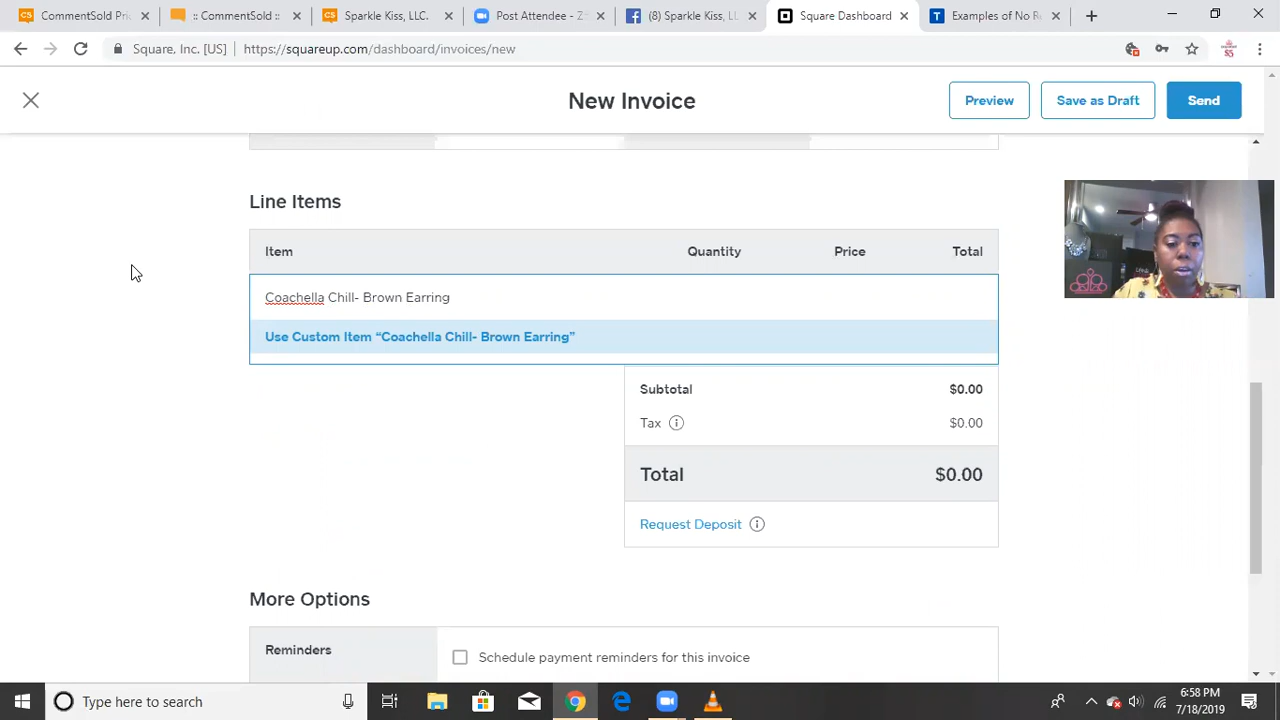 CommentSold Pric
:: CommentSold ::
Sparkle Kiss, LLC.
Post Attendee - Z
(8) Sparkle Kiss, LL
Square Dashboard
Examples of No, Re
Square, Inc. [US] https://squareup.com/dashboard/invoices/new
New Invoice
Preview
Save as Draft
Send
Line Items
Item Quantity Price Total
Coachella Chill- Brown Earring
Use Custom Item “Coachella Chill- Brown Earring”
Subtotal $0.00
Tax $0.00
Total $0.00
Request Deposit
More Options
Reminders
Schedule payment reminders for this invoice
Type here to search
6:58 PM
7/18/2019